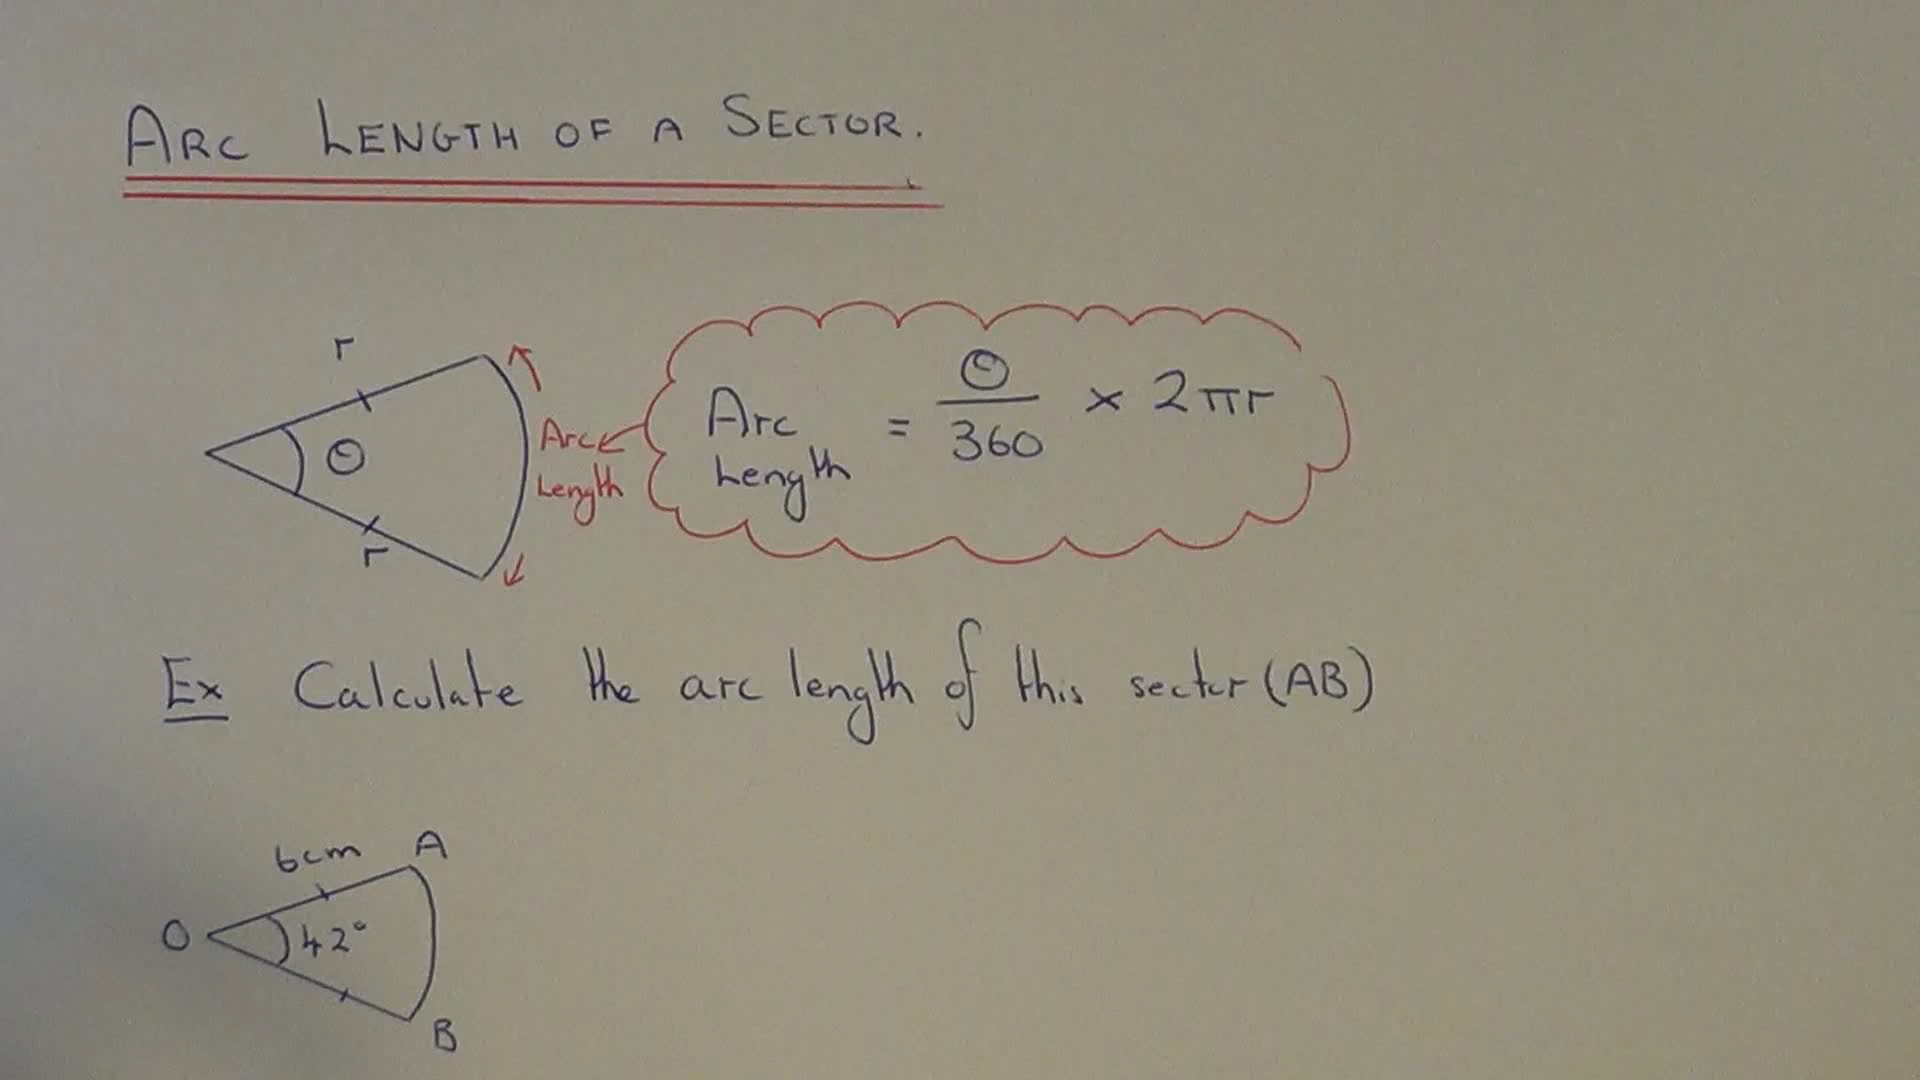 ARC LENGTH OF A SECTOR.
r
θ
r
Arc
Length
Arc Length = θ/360 × 2πr
Ex Calculate the arc length of this sector (AB)
6cm A
O 42°
B